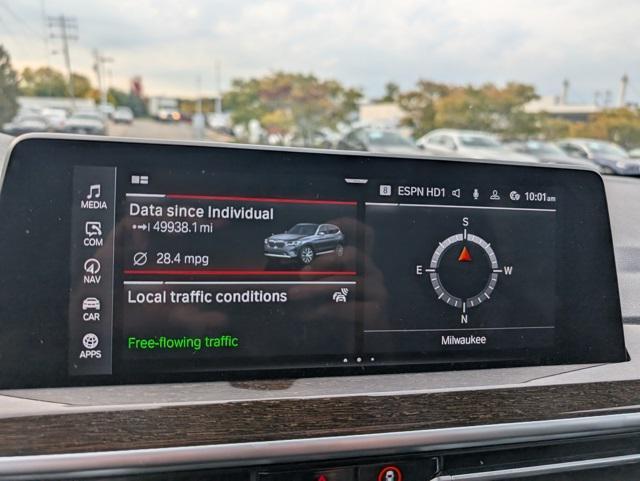 MEDIA
COM
NAV
CAR
APPS
Data since Individual
49938.1 mi
28.4 mpg
Local traffic conditions
Free-flowing traffic
8 ESPN HD1 10:01am
S
E W
N
Milwaukee